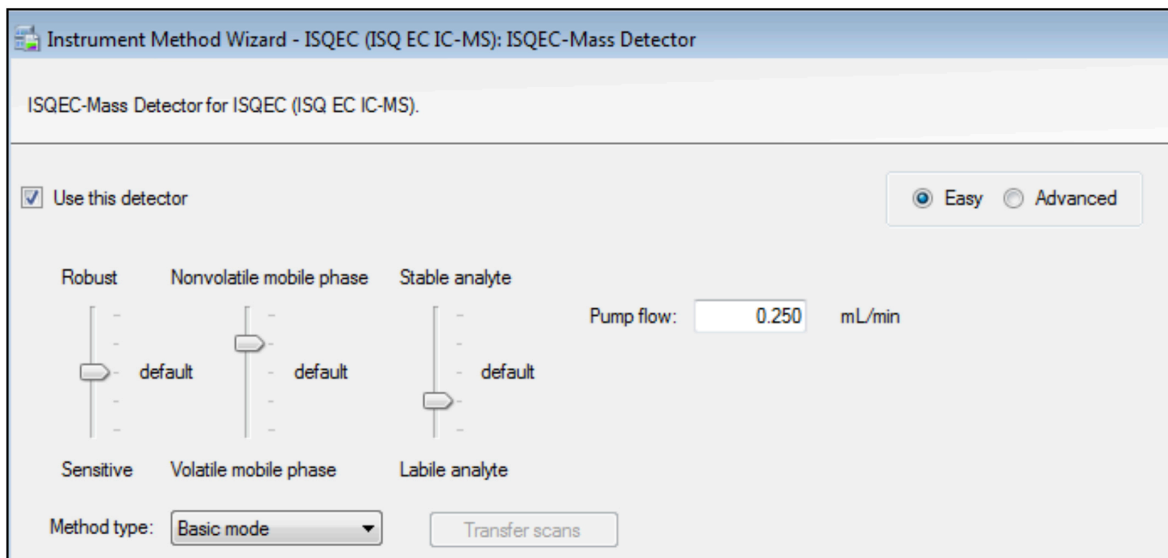 Instrument Method Wizard - ISQEC (ISQ EC IC-MS): ISQEC-Mass Detector
ISQEC-Mass Detector for ISQEC (ISQ EC IC-MS).
Use this detector
Easy Advanced
Robust Nonvolatile mobile phase Stable analyte
Pump flow: 0.250 mL/min
default default default
Sensitive Volatile mobile phase Labile analyte
Method type: Basic mode Transfer scans